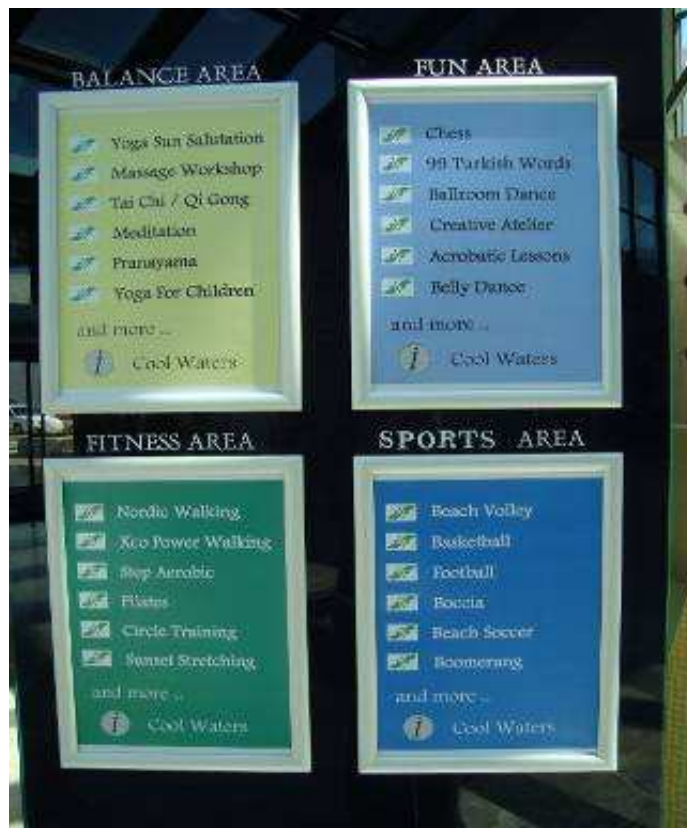 BALANCE AREA
Yoga Sun Salutation
Massage Workshop
Tai Chi / Qi Gong
Meditation
Pranayama
Yoga For Children
and more ...
i Cool Waters
FUN AREA
Chess
99 Turkish Words
Ballroom Dance
Creative Atelier
Acrobatic Lessons
Belly Dance
and more ...
i Cool Waters
FITNESS AREA
Nordic Walking
Xco Power Walking
Step Aerobic
Pilates
Circle Training
Sunset Stretching
and more ...
i Cool Waters
SPORTS AREA
Beach Volley
Basketball
Football
Boccia
Beach Soccer
Boomerang
and more ...
i Cool Waters